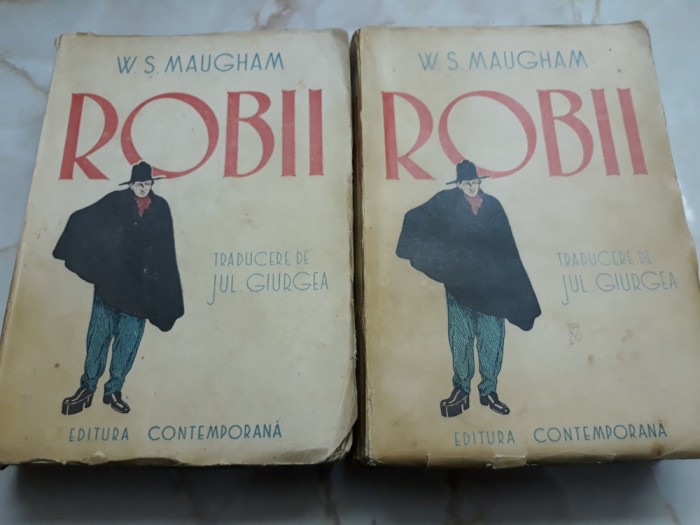 W. Ș. MAUGHAM
ROBII
TRADUCERE DE
JUL. GIURGEA
EDITURA CONTEMPORANĂ
W. S. MAUGHAM
ROBII
TRADUCERE DE
JUL. GIURGEA
EDITURA CONTEMPORANĂ